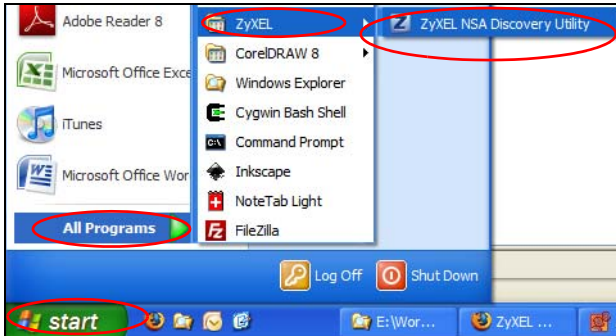 Adobe Reader 8
Microsoft Office Exce
iTunes
Microsoft Office Wor
All Programs
ZyXEL
CorelDRAW 8
Windows Explorer
Cygwin Bash Shell
Command Prompt
Inkscape
NoteTab Light
FileZilla
ZyXEL NSA Discovery Utility
Log Off
Shut Down
start
E:\Wor...
ZyXEL ...